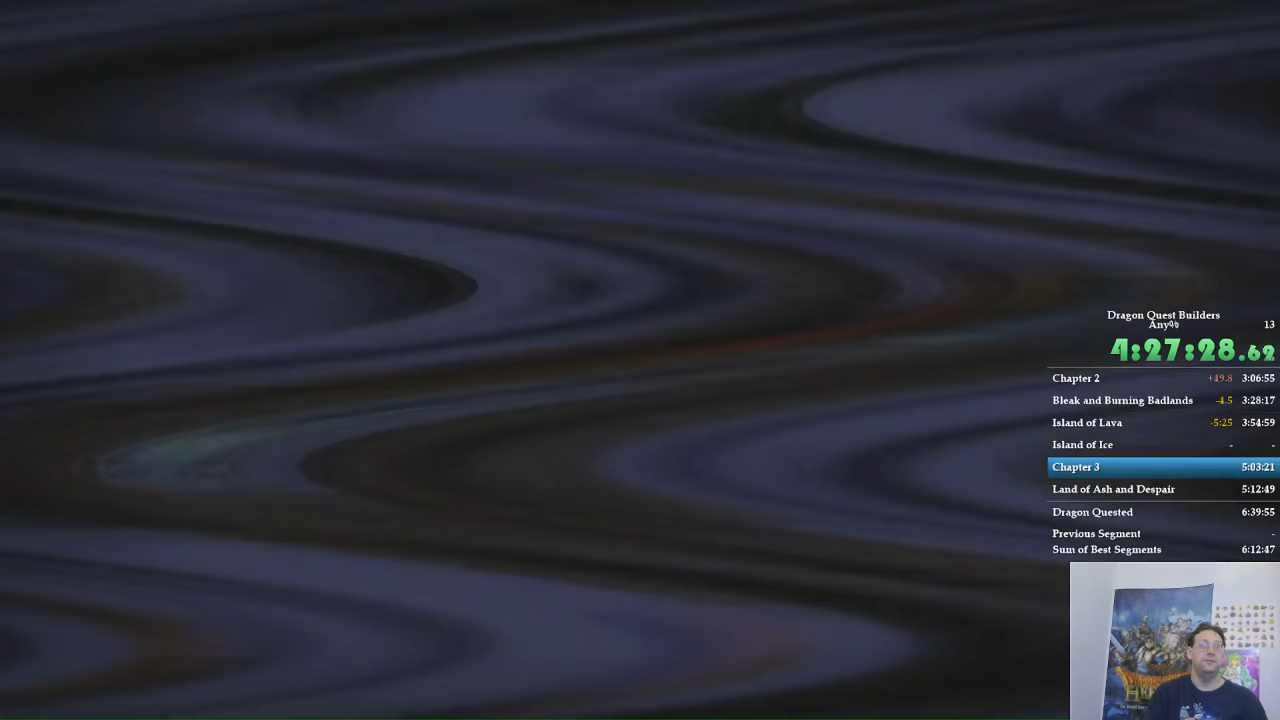 Dragon Quest Builders
Any% 13
4:27:28.62
Chapter 2 +49.8 3:06:55
Bleak and Burning Badlands -4.5 3:28:17
Island of Lava -5:25 3:54:59
Island of Ice - -
Chapter 3 5:03:21
Land of Ash and Despair 5:12:49
Dragon Quested 6:39:55
Previous Segment -
Sum of Best Segments 6:12:47